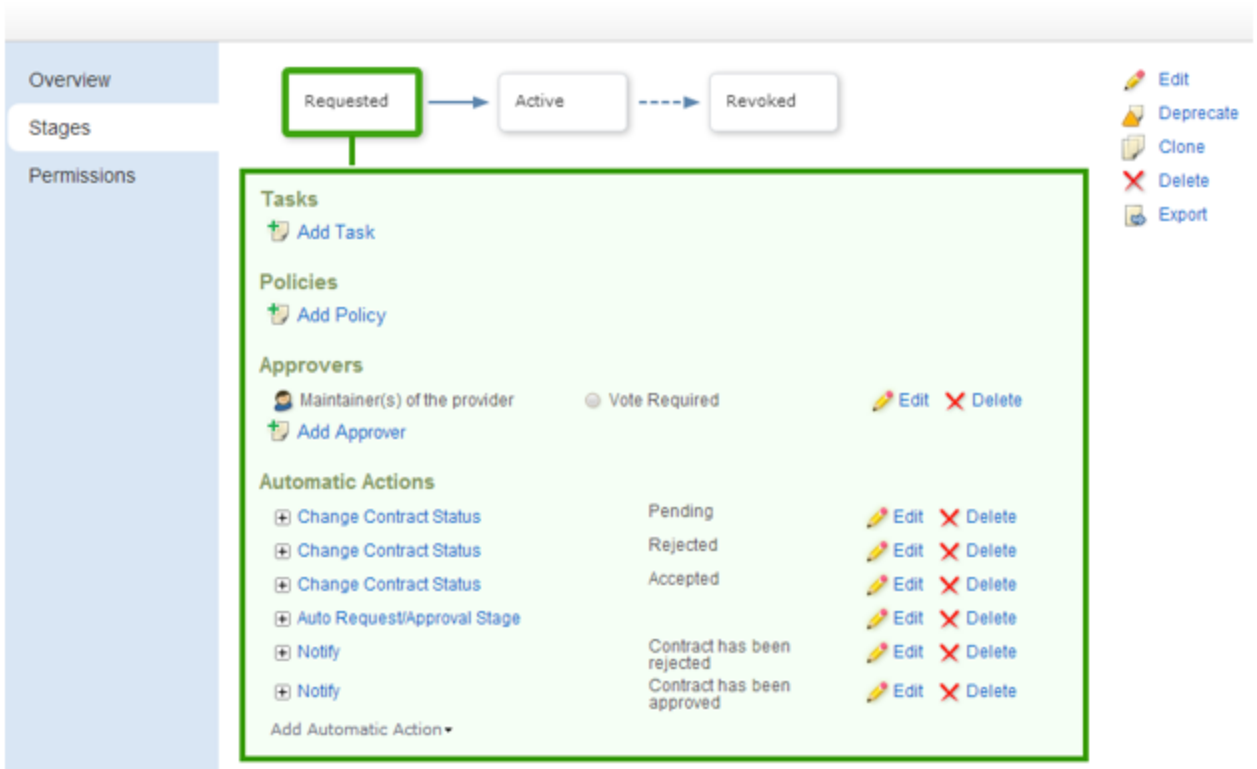 Overview
Stages
Permissions
Requested
Active
Revoked
Edit
Deprecate
Clone
Delete
Export
Tasks
Add Task
Policies
Add Policy
Approvers
Maintainer(s) of the provider Vote Required Edit Delete
Add Approver
Automatic Actions
Change Contract Status Pending Edit Delete
Change Contract Status Rejected Edit Delete
Change Contract Status Accepted Edit Delete
Auto Request/Approval Stage Edit Delete
Notify Contract has been Edit Delete
rejected
Notify Contract has been Edit Delete
approved
Add Automatic Action